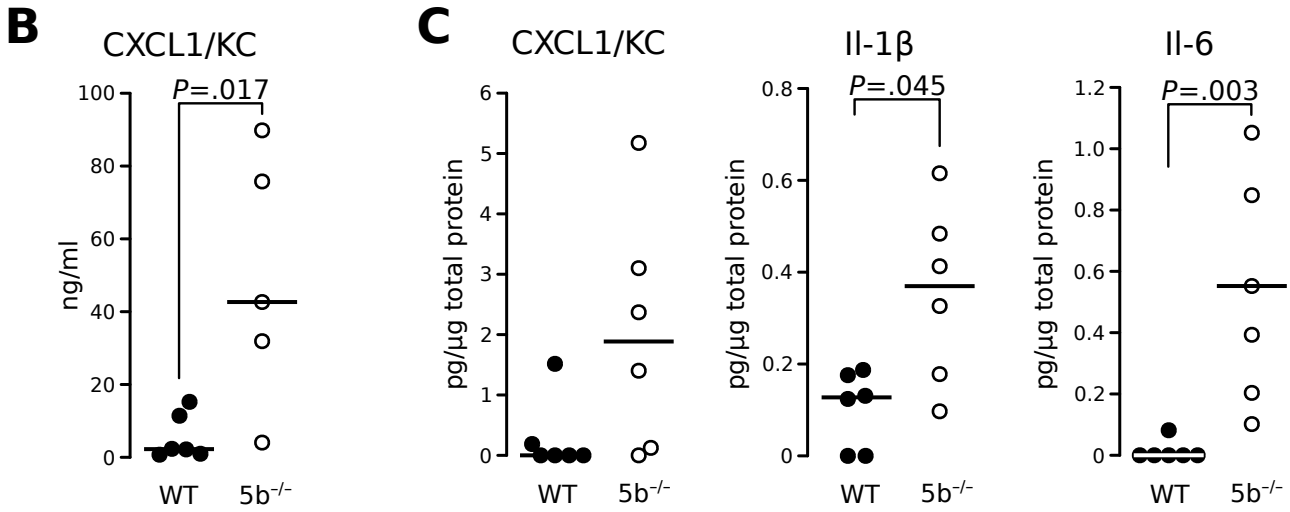 B
CXCL1/KC
P=.017
100
80
60
40
20
0
ng/ml
WT
5b–/–
C
CXCL1/KC
6
5
4
3
2
1
0
pg/µg total protein
WT
5b–/–
Il-1β
P=.045
0.8
0.6
0.4
0.2
0
pg/µg total protein
WT
5b–/–
Il-6
P=.003
1.2
1.0
0.8
0.6
0.4
0.2
0
pg/µg total protein
WT
5b–/–